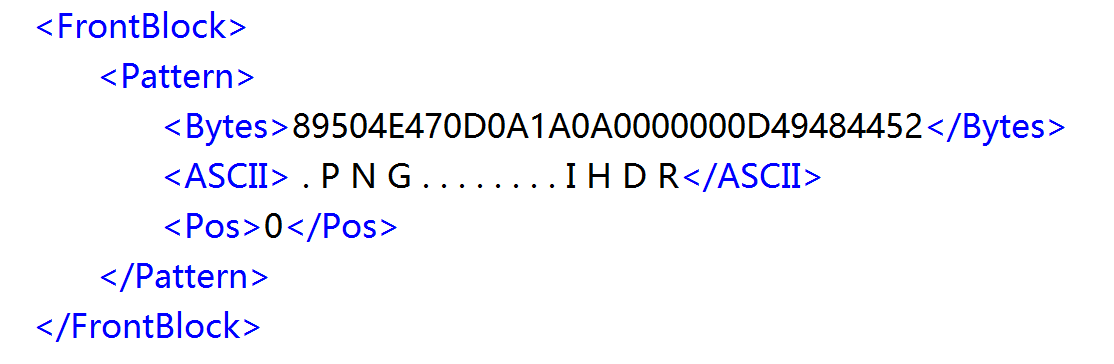 <FrontBlock>
<Pattern>
<Bytes>89504E470D0A1A0A0000000D49484452</Bytes>
<ASCII> . P N G . . . . . . . . I H D R</ASCII>
<Pos>0</Pos>
</Pattern>
</FrontBlock>